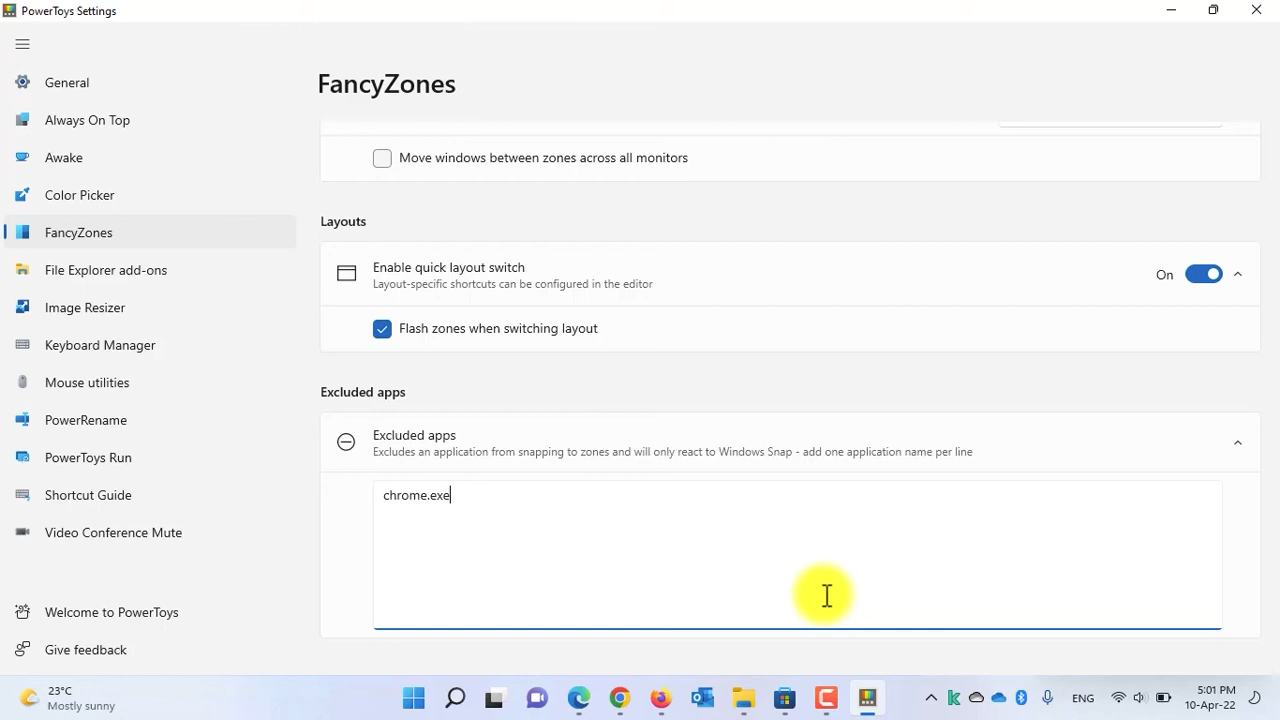 PowerToys Settings
General
Always On Top
Awake
Color Picker
FancyZones
File Explorer add-ons
Image Resizer
Keyboard Manager
Mouse utilities
PowerRename
PowerToys Run
Shortcut Guide
Video Conference Mute
Welcome to PowerToys
Give feedback
FancyZones
Move windows between zones across all monitors
Layouts
Enable quick layout switch
Layout-specific shortcuts can be configured in the editor
On
Flash zones when switching layout
Excluded apps
Excluded apps
Excludes an application from snapping to zones and will only react to Windows Snap - add one application name per line
chrome.exe
23°C
Mostly sunny
ENG
5:01 PM
10-Apr-22